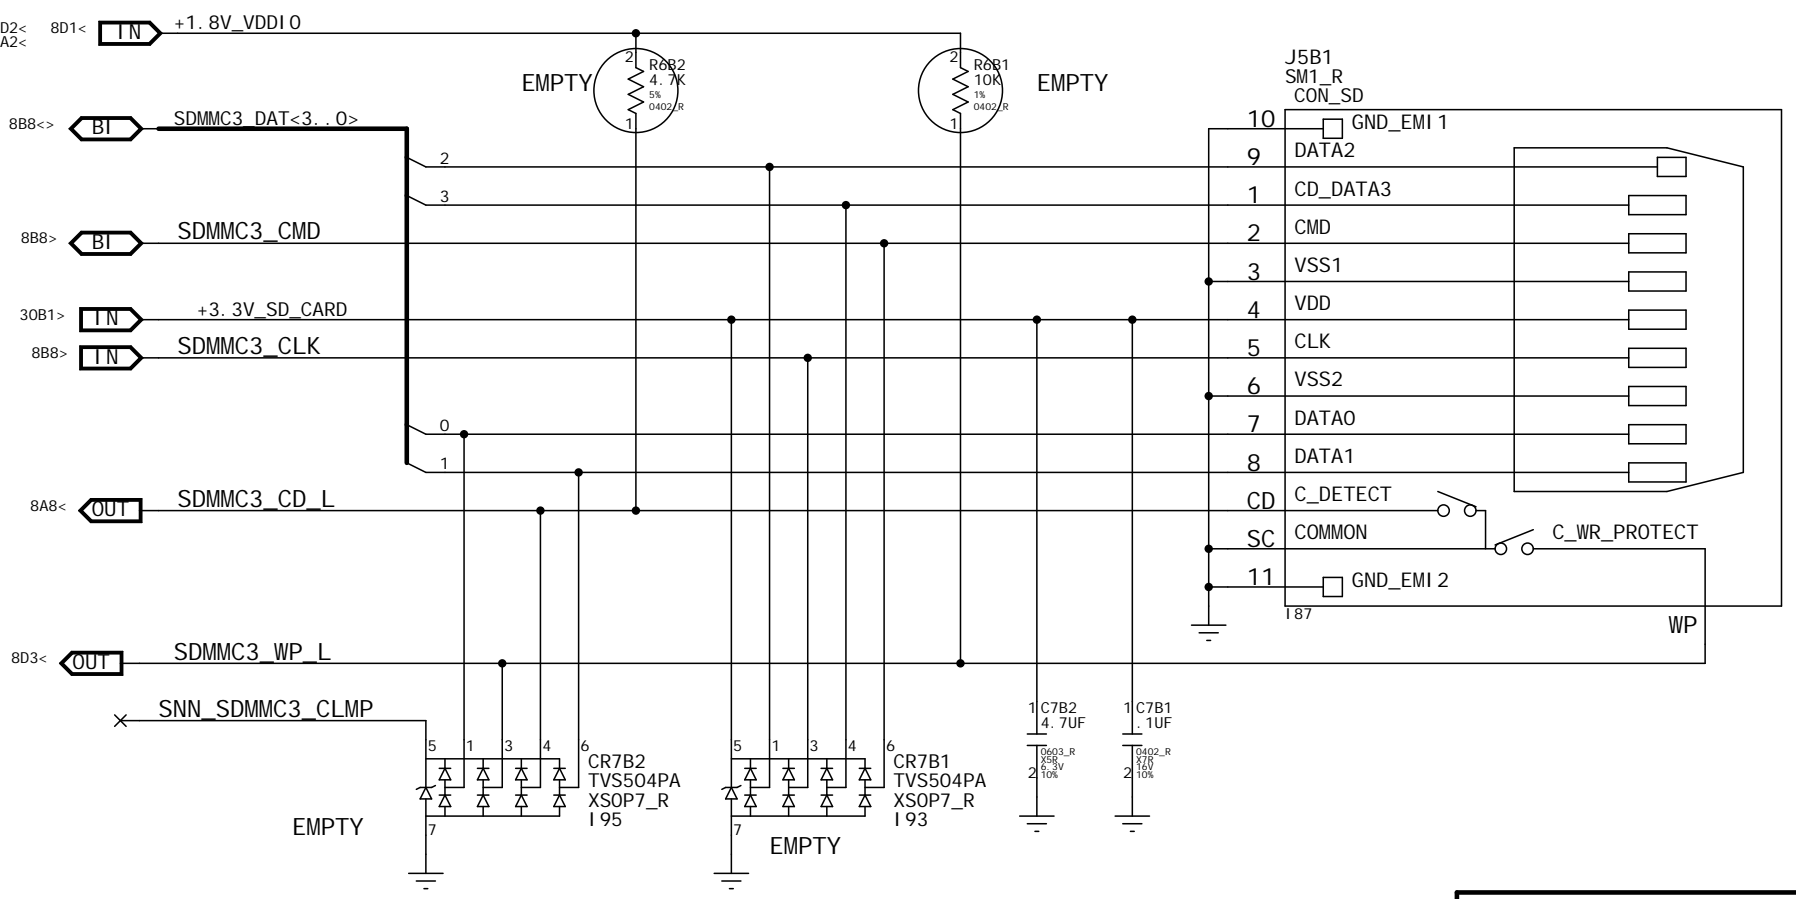 D2<
A2<
8D1<
IN
+1.8V_VDDIO
EMPTY
2
R6B2
4.7K
5%
0402_R
1
2
R6B1
10K
1%
0402_R
1
EMPTY
J5B1
SM1_R
CON_SD
8B8<>
BI
SDMMC3_DAT<3..0>
10
GND_EMI1
2
9
DATA2
3
1
CD_DATA3
8B8>
BI
SDMMC3_CMD
2
CMD
3
VSS1
30B1>
IN
+3.3V_SD_CARD
4
VDD
8B8>
IN
SDMMC3_CLK
5
CLK
6
VSS2
0
7
DATA0
1
8
DATA1
8A8<
OUT
SDMMC3_CD_L
CD
C_DETECT
SC
COMMON
C_WR_PROTECT
11
GND_EMI2
I87
WP
8D3<
OUT
SDMMC3_WP_L
SNN_SDMMC3_CLMP
5
1
3
4
6
CR7B2
TVS504PA
XSOP7_R
I95
7
EMPTY
5
1
3
4
6
CR7B1
TVS504PA
XSOP7_R
I93
7
EMPTY
1
C7B2
4.7UF
0603_R
X5R
6.3V
10%
2
1
C7B1
.1UF
0402_R
X7R
16V
10%
2